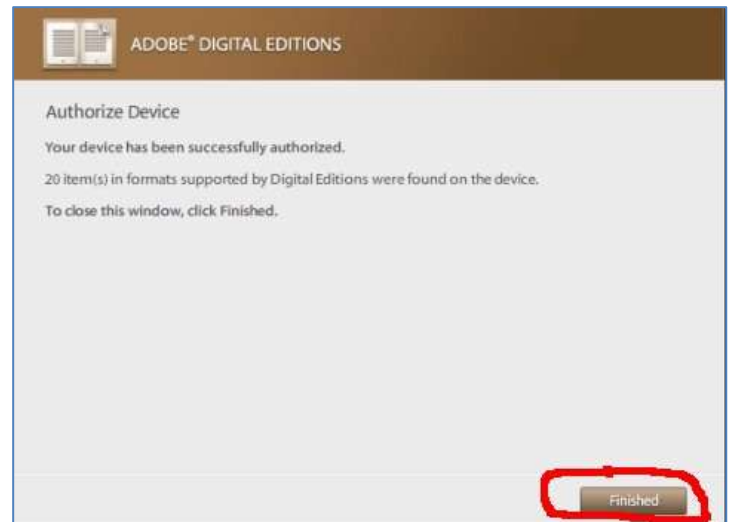 ADOBE® DIGITAL EDITIONS
Authorize Device
Your device has been successfully authorized.
20 item(s) in formats supported by Digital Editions were found on the device.
To close this window, click Finished.
Finished